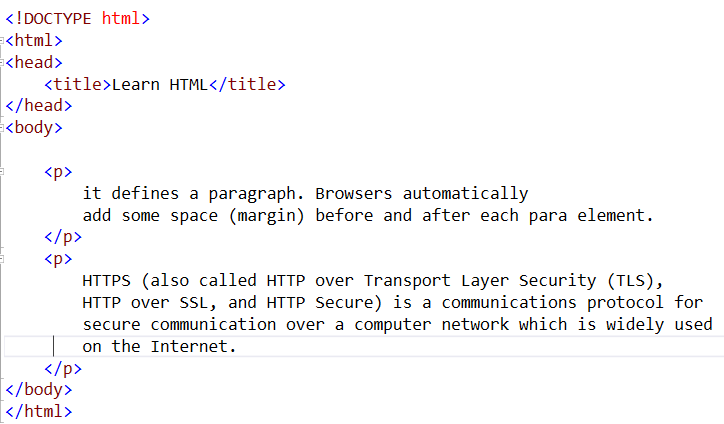 <!DOCTYPE html>
<html>
<head>
    <title>Learn HTML</title>
</head>
<body>

    <p>
        it defines a paragraph. Browsers automatically
        add some space (margin) before and after each para element.
    </p>
    <p>
        HTTPS (also called HTTP over Transport Layer Security (TLS),
        HTTP over SSL, and HTTP Secure) is a communications protocol for
        secure communication over a computer network which is widely used
        on the Internet.
    </p>
</body>
</html>